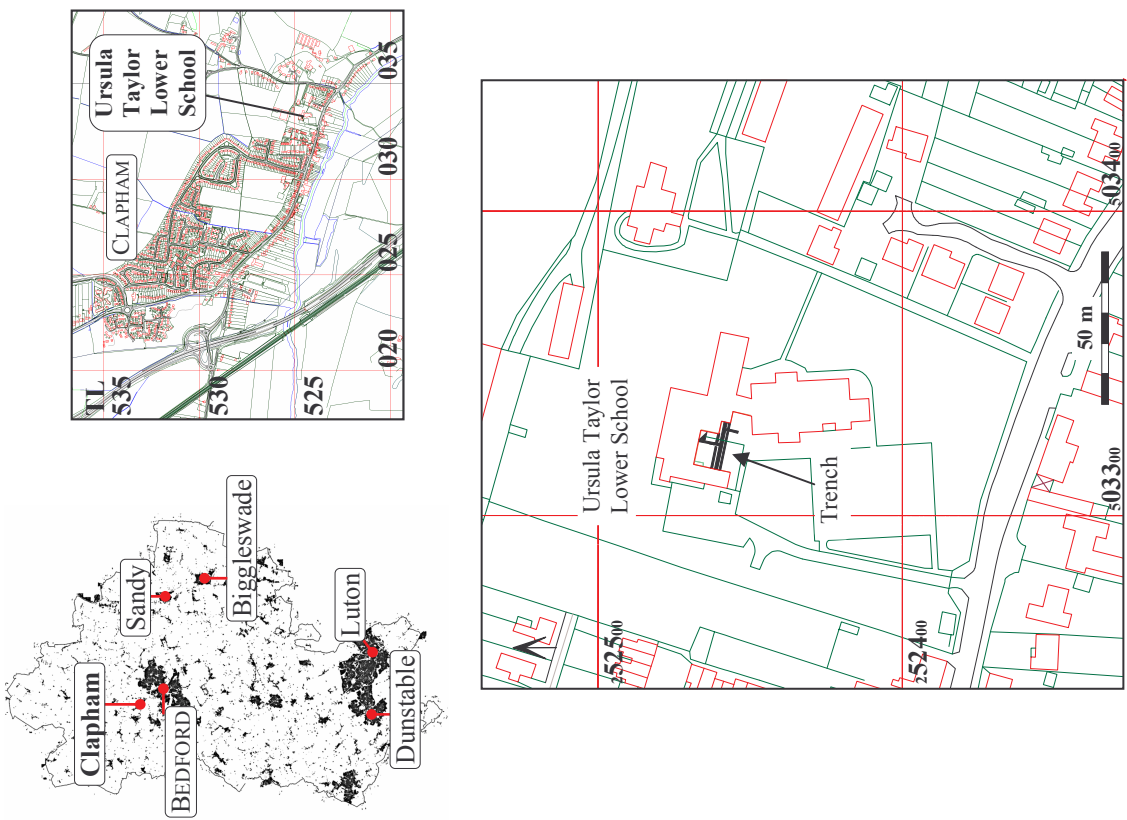 Clapham
BEDFORD
Sandy
Biggleswade
Luton
Dunstable
TL
535
530
525
020
025
030
035
CLAPHAM
Ursula
Taylor
Lower
School
Ursula Taylor
Lower School
Trench
252500
252400
503300
503400
50 m